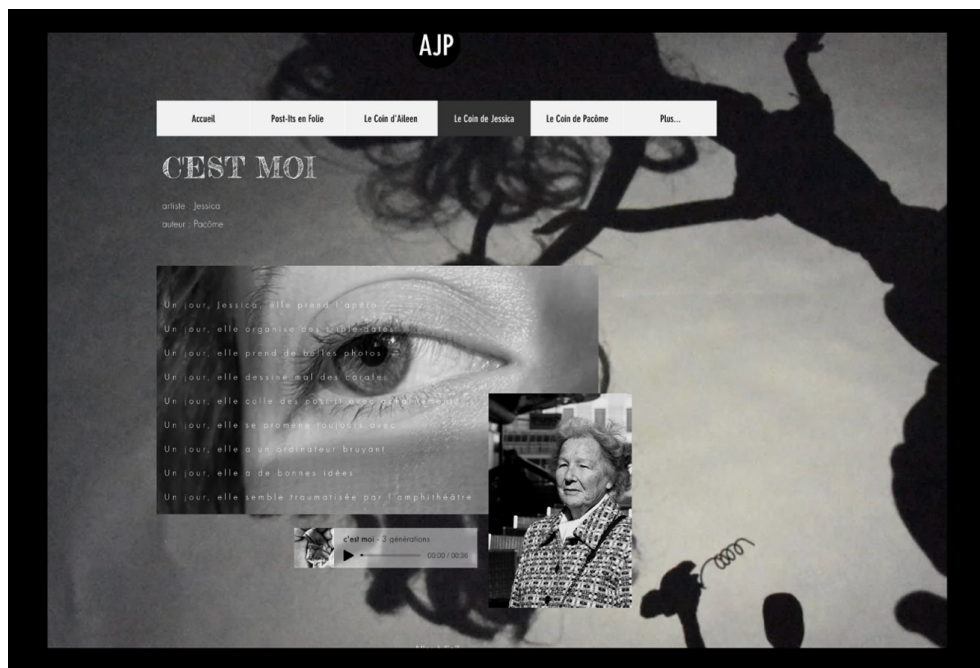 AJP
Accueil
Post-Its en Folie
Le Coin d'Aileen
Le Coin de Jessica
Le Coin de Pacôme
Plus...
C'EST MOI
artiste : Jessica
auteur : Pacôme
Un jour, Jessica, elle prend l'apéro
Un jour, elle organise des
Un jour, elle prend de belles photos
Un jour, elle dessine mal des carafes
Un jour, elle colle des post-it avec
Un jour, elle se promène toujours avec
Un jour, elle a un ordinateur bruyant
Un jour, elle a de bonnes idées
Un jour, elle semble traumatisée par l'amphithéâtre
c'est moi - 3 générations
00:00 / 00:36